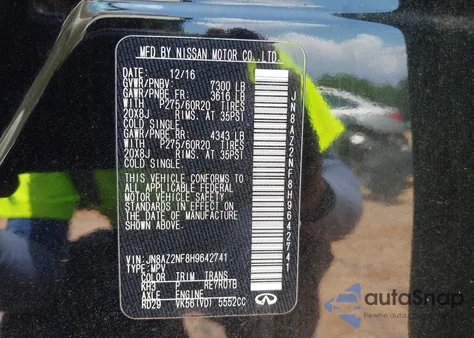 MFD BY NISSAN MOTOR CO.,LTD.
DATE: 12/16
GVWR/PNBV: 7300 LB
GAWR/PNBE FR: 3616 LB
WITH P275/60R20 TIRES
20X8J RIMS, AT 35PSI
COLD SINGLE.
GAWR/PNBE RR: 4343 LB
WITH P275/60R20 TIRES
20X8J RIMS, AT 35PSI
COLD SINGLE.
THIS VEHICLE CONFORMS TO
ALL APPLICABLE FEDERAL
MOTOR VEHICLE SAFETY
STANDARDS IN EFFECT ON
THE DATE OF MANUFACTURE
SHOWN ABOVE.
VIN: JN8AZ2NF8H9642741
TYPE: MPV
COLOR TRIM TRANS
KH3 P RE7R01B
AXLE ENGINE
RD29 VK56(VD) 5552CC
JN8AZ2NF8H9642741
autoSnap